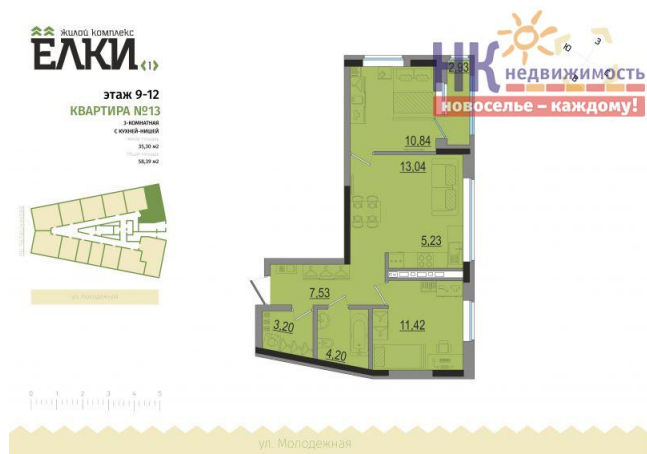 жилой комплекс
ЕЛКИ
‹1›
этаж 9-12
КВАРТИРА №13
3-КОМНАТНАЯ
С КУХНЕЙ-НИШЕЙ
35,30 м2
58,39 м2
ул. Молодежная
НК недвижимость
новоселье – каждому!
Ю
З
2,93
10,84
13,04
5,23
7,53
3,20
4,20
11,42
0 1 2 3 4 5
ул. Молодежная